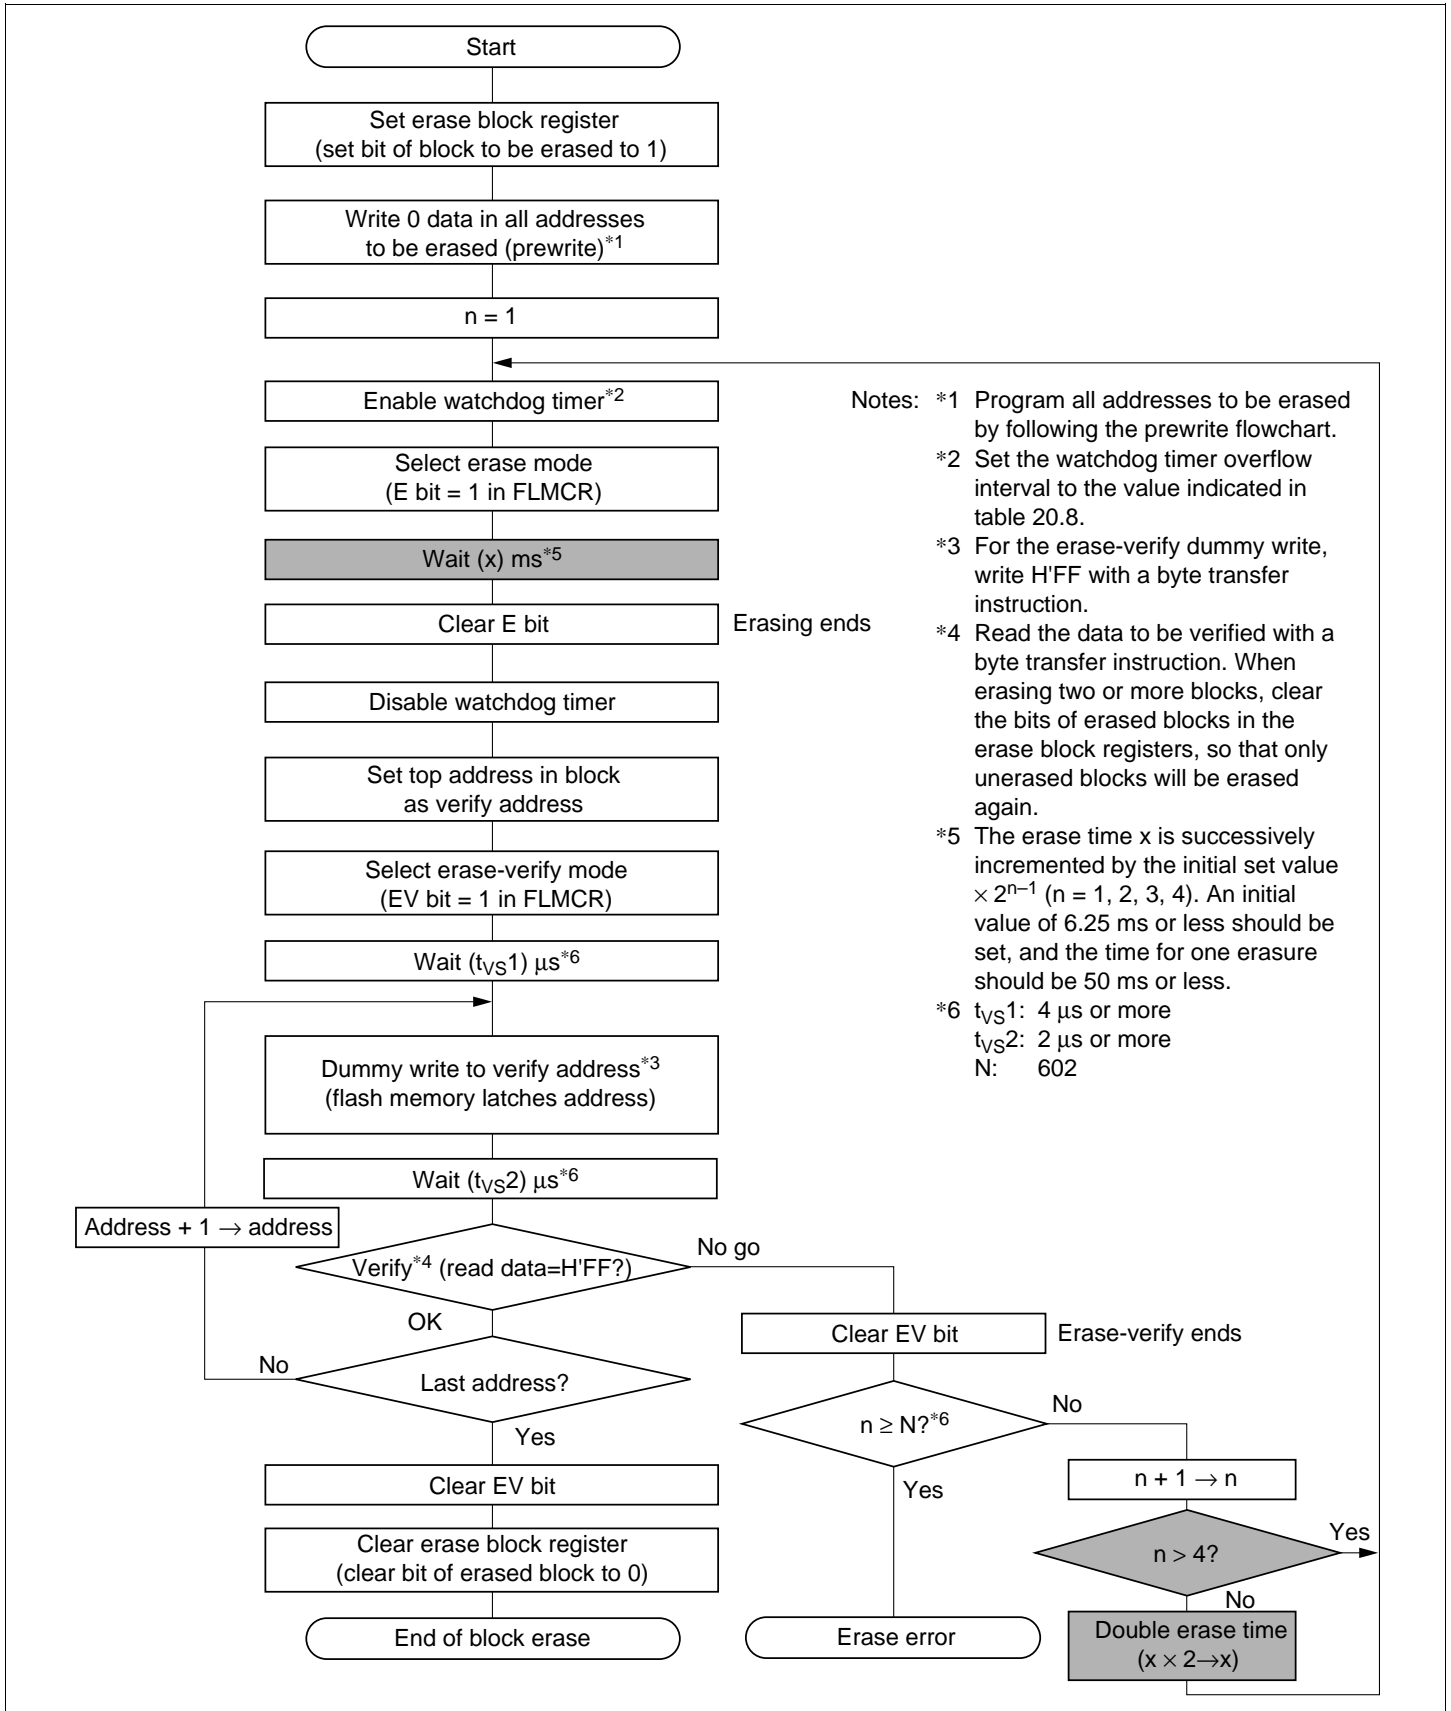 Start
Set erase block register
(set bit of block to be erased to 1)
Write 0 data in all addresses
to be erased (prewrite)*1
n = 1
Enable watchdog timer*2
Select erase mode
(E bit = 1 in FLMCR)
Wait (x) ms*5
Clear E bit
Erasing ends
Disable watchdog timer
Set top address in block
as verify address
Select erase-verify mode
(EV bit = 1 in FLMCR)
Wait (tVS1) μs*6
Dummy write to verify address*3
(flash memory latches address)
Wait (tVS2) μs*6
Address + 1 → address
Verify*4 (read data=H'FF?)
No go
OK
Last address?
No
Yes
Clear EV bit
Clear erase block register
(clear bit of erased block to 0)
End of block erase
Clear EV bit
Erase-verify ends
n ≥ N?*6
No
Yes
Erase error
n + 1 → n
n > 4?
Yes
No
Double erase time
(x × 2→x)
Notes: *1 Program all addresses to be erased
by following the prewrite flowchart.
*2 Set the watchdog timer overflow
interval to the value indicated in
table 20.8.
*3 For the erase-verify dummy write,
write H'FF with a byte transfer
instruction.
*4 Read the data to be verified with a
byte transfer instruction. When
erasing two or more blocks, clear
the bits of erased blocks in the
erase block registers, so that only
unerased blocks will be erased
again.
*5 The erase time x is successively
incremented by the initial set value
× 2n–1 (n = 1, 2, 3, 4). An initial
value of 6.25 ms or less should be
set, and the time for one erasure
should be 50 ms or less.
*6 tVS1: 4 μs or more
tVS2: 2 μs or more
N: 602